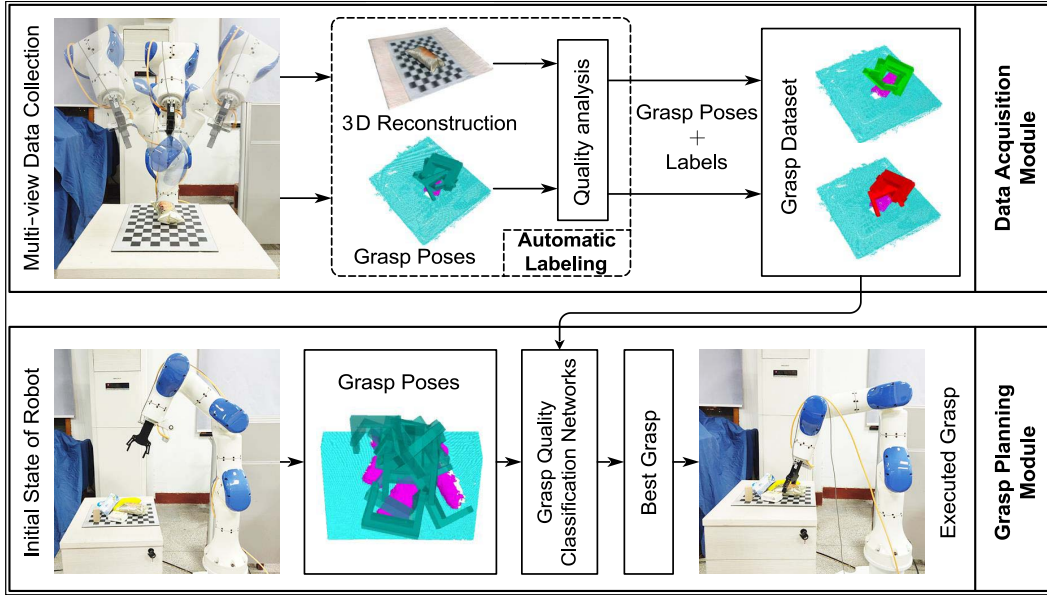 Multi-view Data Collection
3D Reconstruction
Grasp Poses
Automatic
Labeling
Quality analysis
Grasp Poses
+
Labels
Grasp Dataset
Data Acquisition
Module
Initial State of Robot
Grasp Poses
Grasp Quality
Classification Networks
Best Grasp
Executed Grasp
Grasp Planning
Module